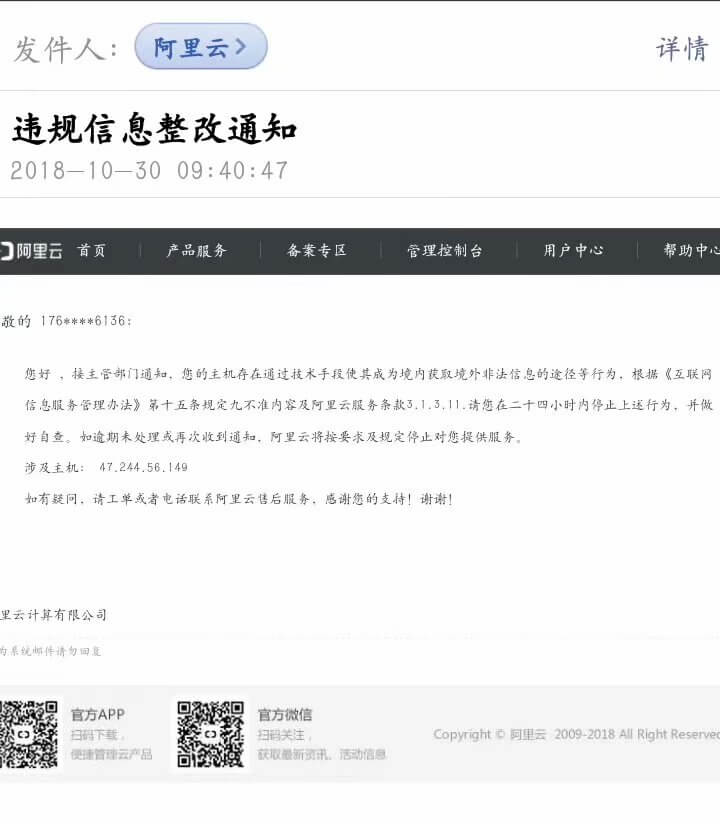 发件人： 阿里云 详情
违规信息整改通知
2018-10-30 09:40:47
阿里云 首页 产品服务 备案专区 管理控制台 用户中心 帮助中心
敬的 176****6136:
您好 ，接主管部门通知，您的主机存在通过技术手段使其成为境内获取境外非法信息的途径等行为，根据《互联网
信息服务管理办法》第十五条规定九不准内容及阿里云服务条款3.1.3.11.请您在二十四小时内停止上述行为，并做
好自查。如逾期未处理或再次收到通知，阿里云将按要求及规定停止对您提供服务。
涉及主机： 47.244.56.149
如有疑问，请工单或者电话联系阿里云售后服务，感谢您的支持！谢谢！
里云计算有限公司
为系统邮件请勿回复
官方APP
扫码下载，
便捷管理云产品
官方微信
扫码关注，
获取最新资讯、活动信息
Copyright © 阿里云 2009-2018 All Right Reserved